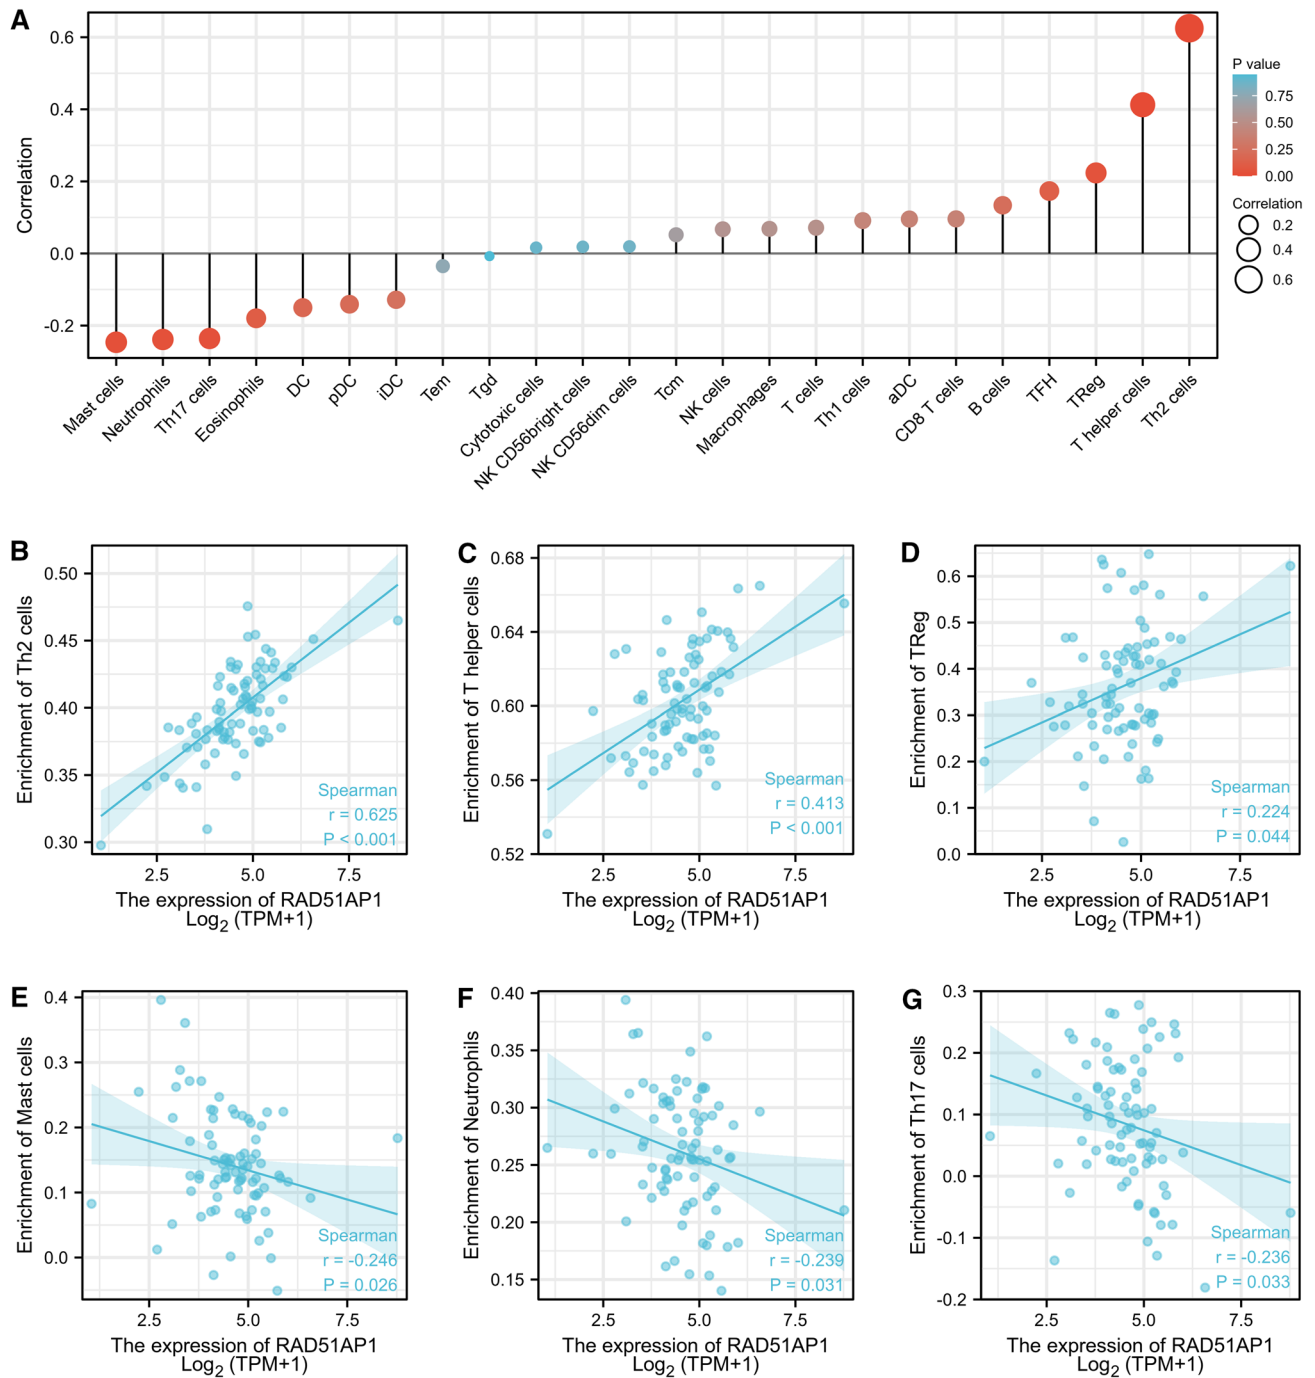 A
0.6
0.4
0.2
0.0
-0.2
Correlation
Mast cells
Neutrophils
Th17 cells
Eosinophils
DC
pDC
iDC
Tem
Tgd
Cytotoxic cells
NK CD56bright cells
NK CD56dim cells
Tcm
NK cells
Macrophages
T cells
Th1 cells
aDC
CD8 T cells
B cells
TFH
TReg
T helper cells
Th2 cells
P value
0.75
0.50
0.25
0.00
Correlation
0.2
0.4
0.6
B
0.50
0.45
0.40
0.35
0.30
Enrichment of Th2 cells
Spearman
r = 0.625
P < 0.001
2.5 5.0 7.5
The expression of RAD51AP1
Log2 (TPM+1)
C
0.68
0.64
0.60
0.56
0.52
Enrichment of T helper cells
Spearman
r = 0.413
P < 0.001
2.5 5.0 7.5
The expression of RAD51AP1
Log2 (TPM+1)
D
0.6
0.5
0.4
0.3
0.2
0.1
0.0
Enrichment of TReg
Spearman
r = 0.224
P = 0.044
2.5 5.0 7.5
The expression of RAD51AP1
Log2 (TPM+1)
E
0.4
0.3
0.2
0.1
0.0
Enrichment of Mast cells
Spearman
r = -0.246
P = 0.026
2.5 5.0 7.5
The expression of RAD51AP1
Log2 (TPM+1)
F
0.40
0.35
0.30
0.25
0.20
0.15
Enrichment of Neutrophils
Spearman
r = -0.239
P = 0.031
2.5 5.0 7.5
The expression of RAD51AP1
Log2 (TPM+1)
G
0.3
0.2
0.1
0.0
-0.1
-0.2
Enrichment of Th17 cells
Spearman
r = -0.236
P = 0.033
2.5 5.0 7.5
The expression of RAD51AP1
Log2 (TPM+1)